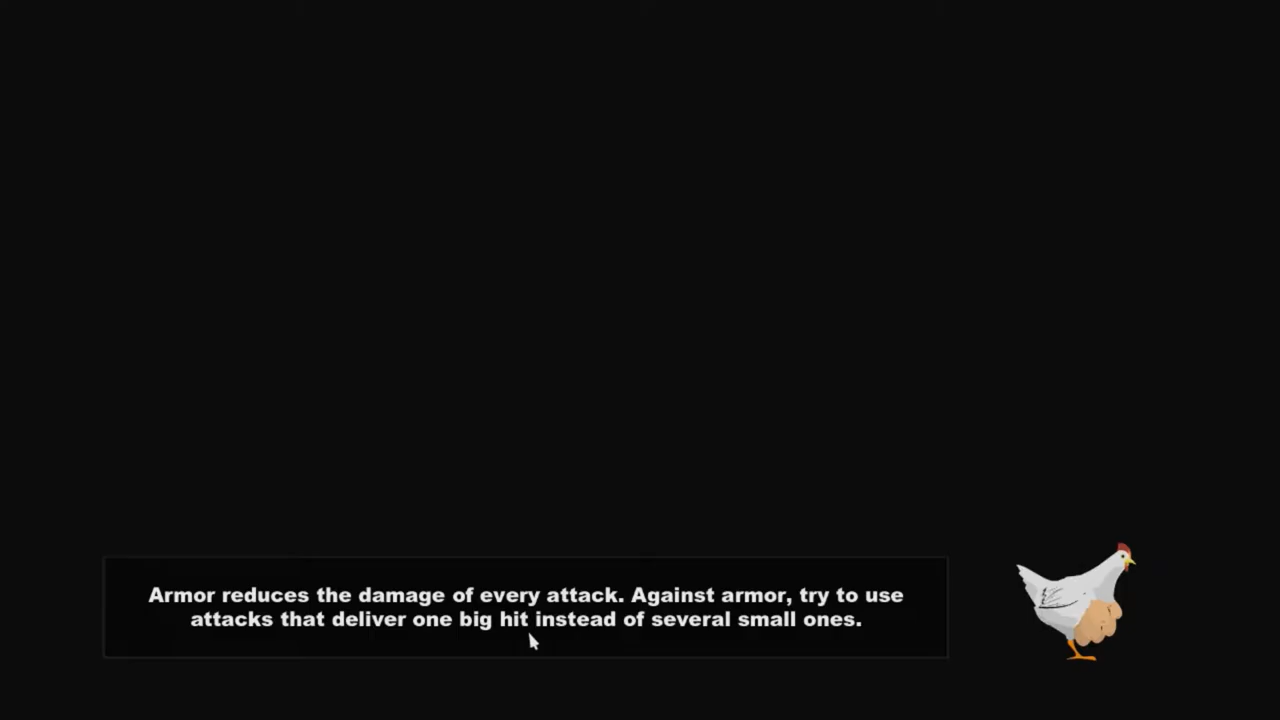 Armor reduces the damage of every attack. Against armor, try to use
attacks that deliver one big hit instead of several small ones.